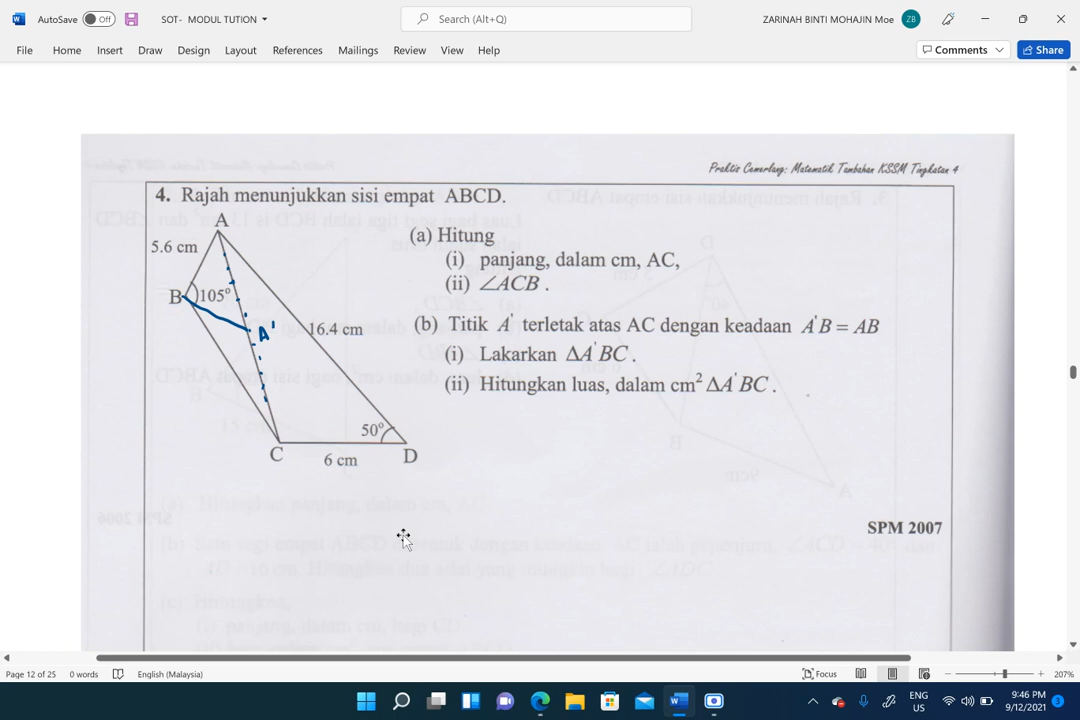 AutoSave Off SOT- MODUL TUTION Search (Alt+Q) ZARINAH BINTI MOHAJIN Moe ZB
File Home Insert Draw Design Layout References Mailings Review View Help Comments Share
Praktis Cemerlang: Matematik Tambahan KSSM Tingkatan 4
4. Rajah menunjukkan sisi empat ABCD.
A
5.6 cm
B 105°
A'
16.4 cm
50°
C 6 cm D
(a) Hitung
(i) panjang, dalam cm, AC,
(ii) ∠ACB .
(b) Titik A' terletak atas AC dengan keadaan A'B = AB
(i) Lakarkan ΔA'BC .
(ii) Hitungkan luas, dalam cm² ΔA'BC .
SPM 2007
Page 12 of 25 0 words English (Malaysia) Focus 207%
ENG
US
9:46 PM
9/12/2021
3